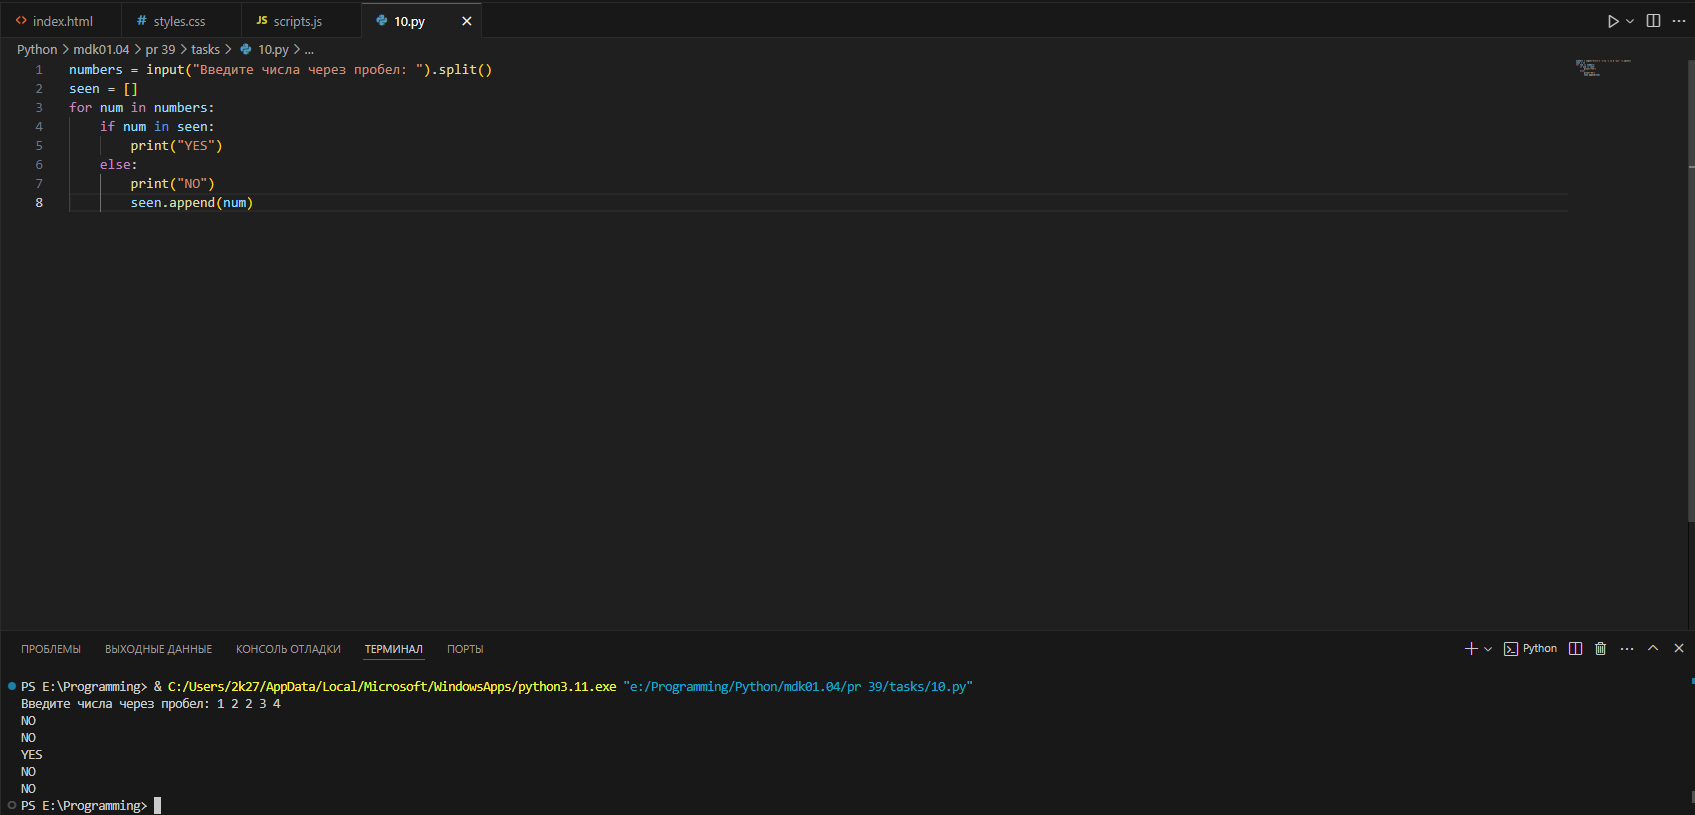 index.html # styles.css JS scripts.js 10.py
Python > mdk01.04 > pr 39 > tasks > 10.py > ...
1 numbers = input("Введите числа через пробел: ").split()
2 seen = []
3 for num in numbers:
4 if num in seen:
5 print("YES")
6 else:
7 print("NO")
8 seen.append(num)
ПРОБЛЕМЫ ВЫХОДНЫЕ ДАННЫЕ КОНСОЛЬ ОТЛАДКИ ТЕРМИНАЛ ПОРТЫ Python
PS E:\Programming> & C:/Users/2k27/AppData/Local/Microsoft/WindowsApps/python3.11.exe "e:/Programming/Python/mdk01.04/pr 39/tasks/10.py"
Введите числа через пробел: 1 2 2 3 4
NO
NO
YES
NO
NO
PS E:\Programming>